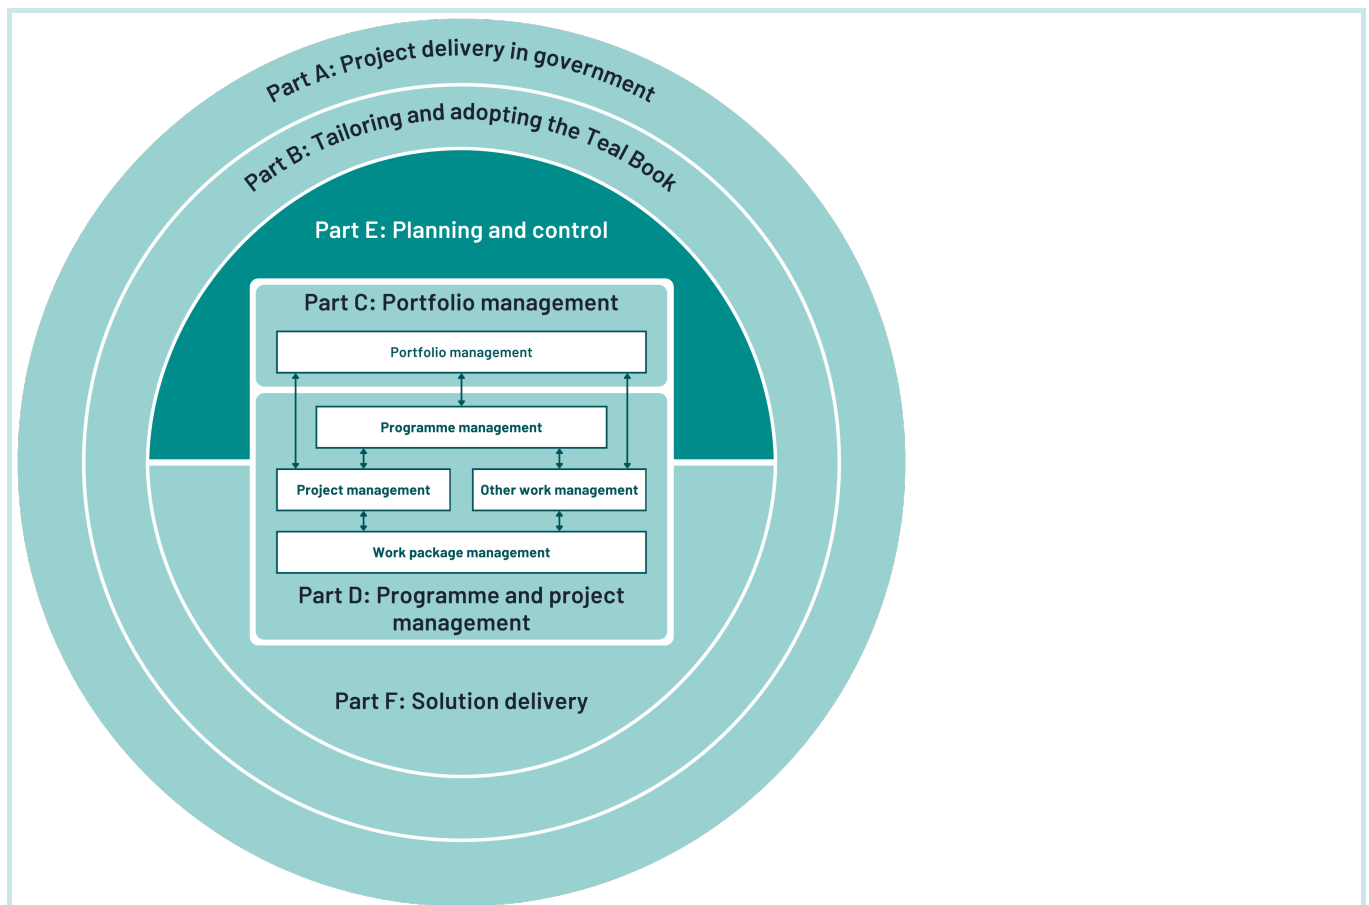 Part A: Project delivery in government
Part B: Tailoring and adopting the Teal Book
Part E: Planning and control
Part C: Portfolio management
Portfolio management
Programme management
Project management
Other work management
Work package management
Part D: Programme and project
management
Part F: Solution delivery